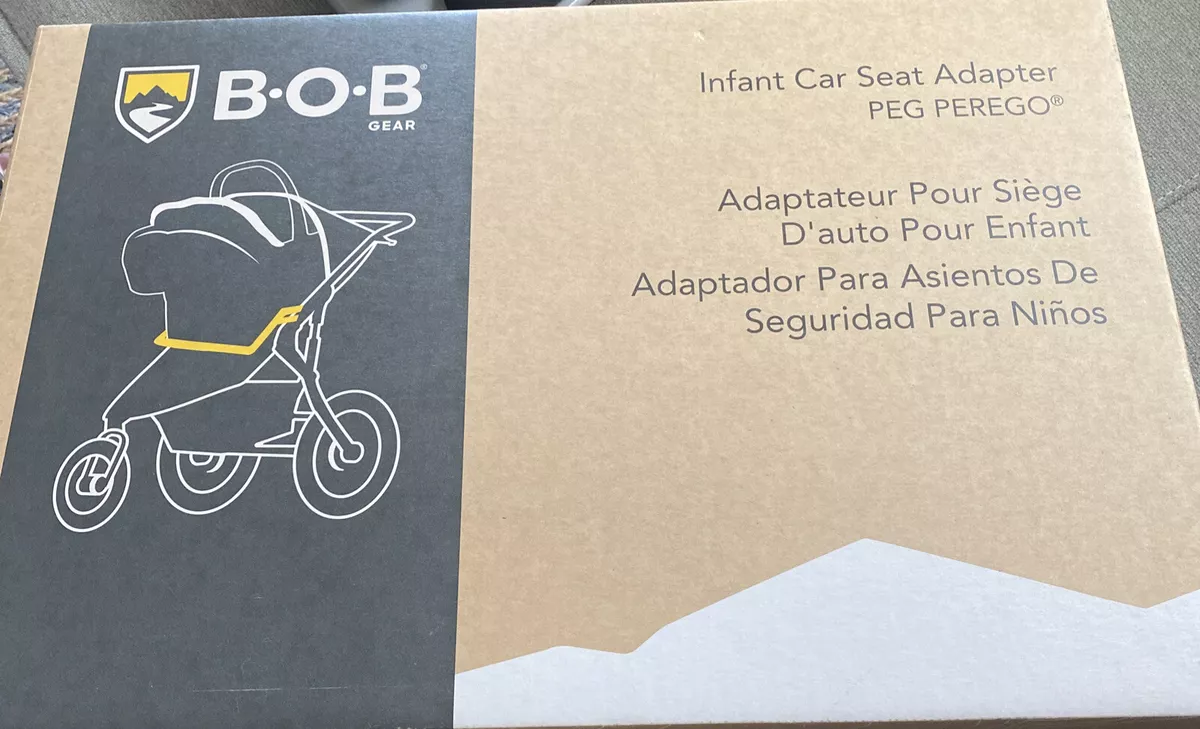 B·O·B®
GEAR
Infant Car Seat Adapter
PEG PEREGO®
Adaptateur Pour Siège
D'auto Pour Enfant
Adaptador Para Asientos De
Seguridad Para Niños